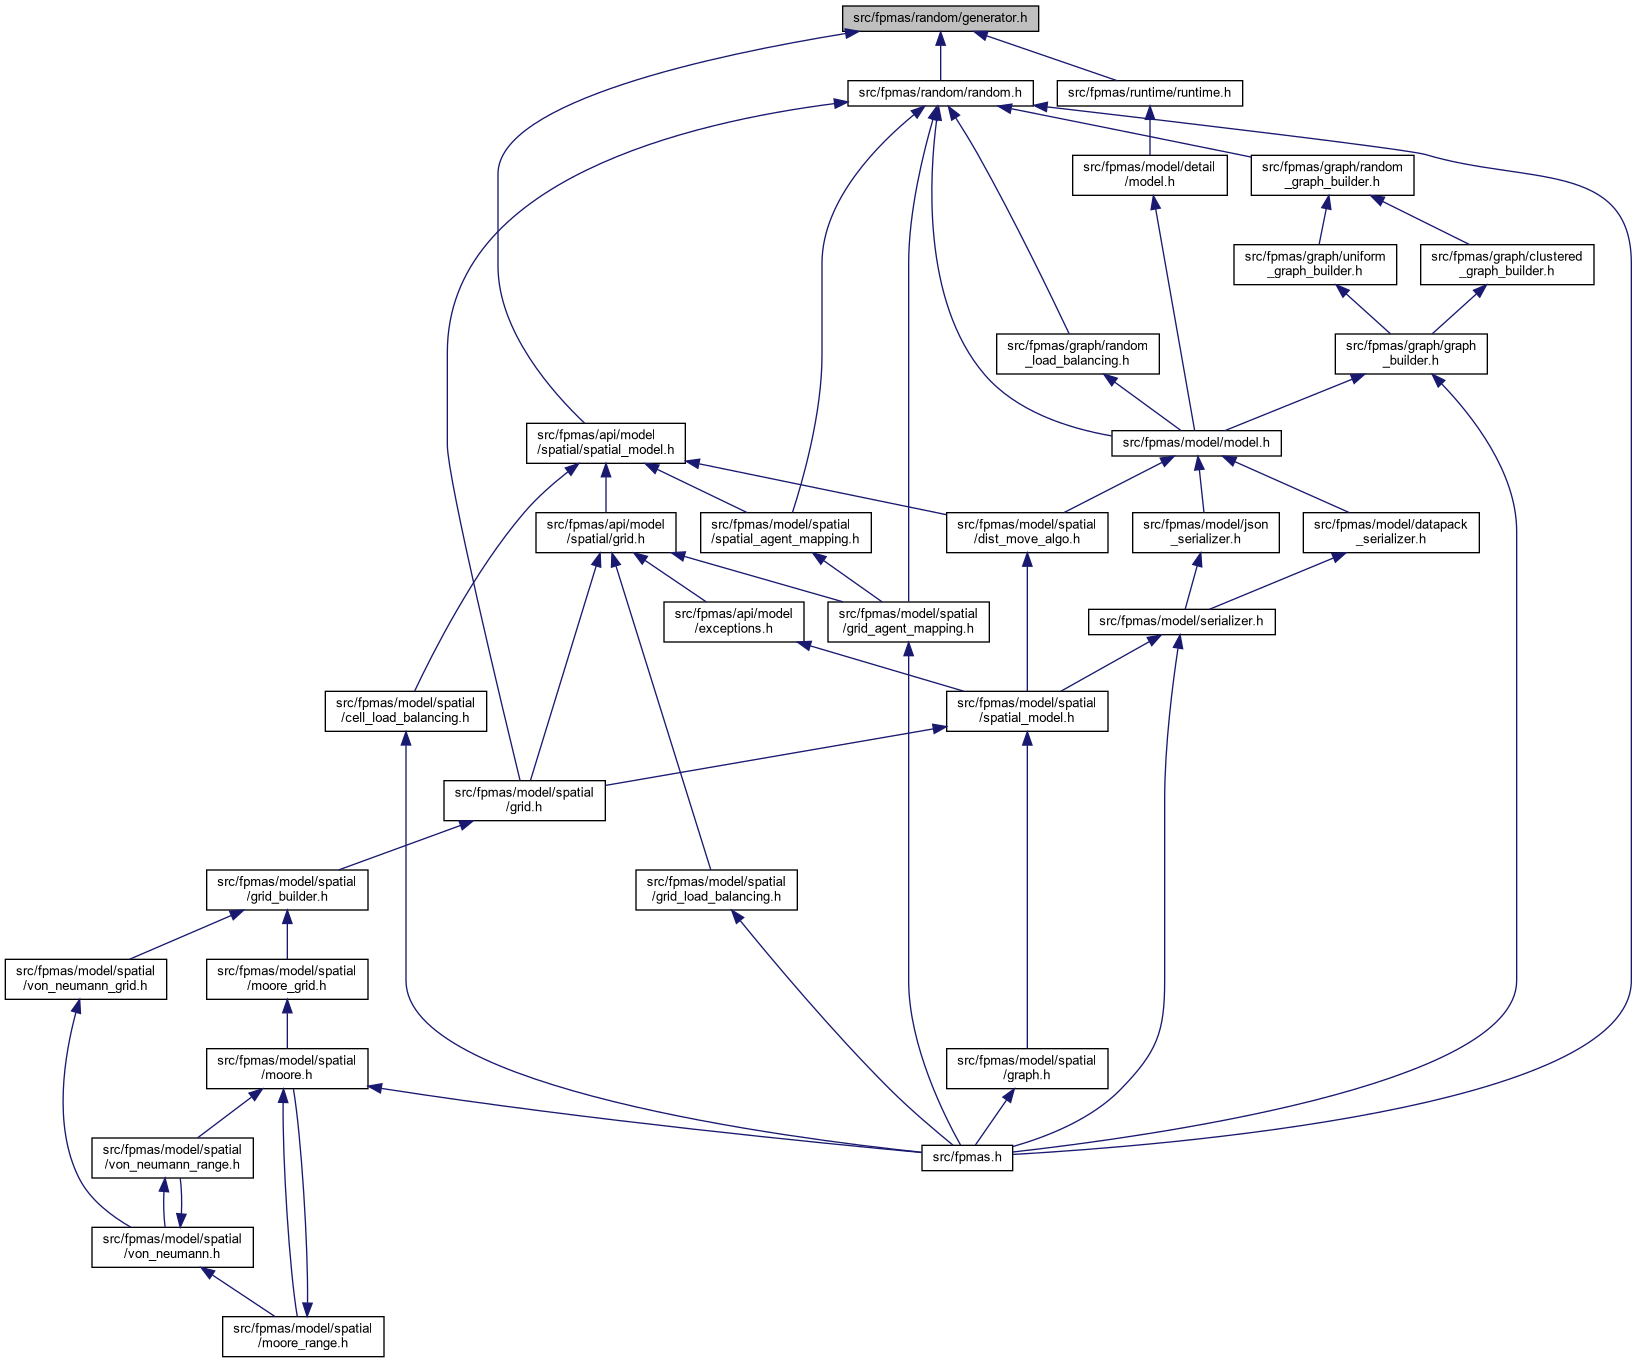 src/fpmas/random/generator.h
src/fpmas/random/random.h
src/fpmas/runtime/runtime.h
src/fpmas/model/detail
/model.h
src/fpmas/graph/random
_graph_builder.h
src/fpmas/graph/uniform
_graph_builder.h
src/fpmas/graph/clustered
_graph_builder.h
src/fpmas/graph/random
_load_balancing.h
src/fpmas/graph/graph
_builder.h
src/fpmas/api/model
/spatial/spatial_model.h
src/fpmas/model/model.h
src/fpmas/api/model
/spatial/grid.h
src/fpmas/model/spatial
/spatial_agent_mapping.h
src/fpmas/model/spatial
/dist_move_algo.h
src/fpmas/model/json
_serializer.h
src/fpmas/model/datapack
_serializer.h
src/fpmas/api/model
/exceptions.h
src/fpmas/model/spatial
/grid_agent_mapping.h
src/fpmas/model/serializer.h
src/fpmas/model/spatial
/cell_load_balancing.h
src/fpmas/model/spatial
/spatial_model.h
src/fpmas/model/spatial
/grid.h
src/fpmas/model/spatial
/grid_builder.h
src/fpmas/model/spatial
/grid_load_balancing.h
src/fpmas/model/spatial
/von_neumann_grid.h
src/fpmas/model/spatial
/moore_grid.h
src/fpmas/model/spatial
/moore.h
src/fpmas/model/spatial
/graph.h
src/fpmas/model/spatial
/von_neumann_range.h
src/fpmas.h
src/fpmas/model/spatial
/von_neumann.h
src/fpmas/model/spatial
/moore_range.h